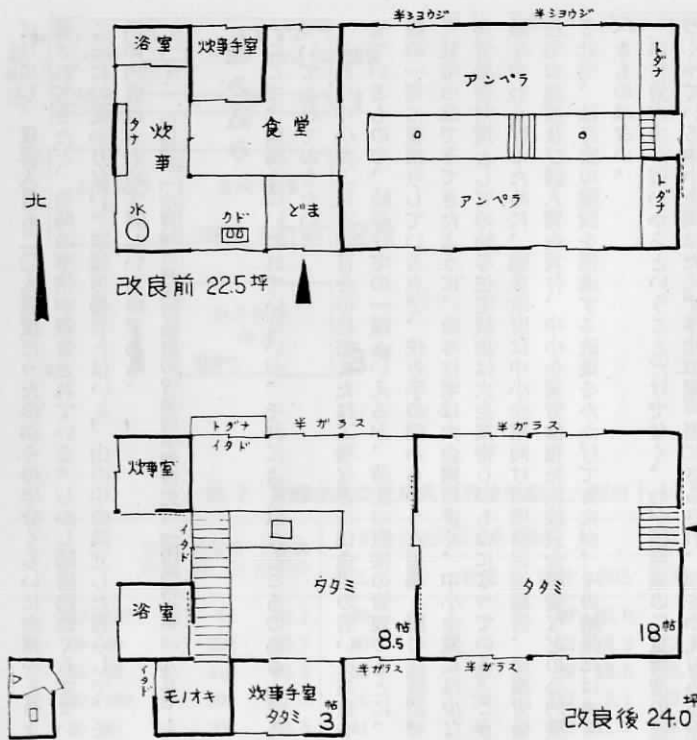 半ショウジ 半ショウジ
浴室 炊事手室
アンペラ
トダナ
タナ
炊事
食堂
北
アンペラ
トダナ
水
カド
どま
改良前 22.5坪
トダナ 半ガラス 半ガラス
イタド
炊事室
イタド
タタミ
タタミ
浴室
8.5帖
18帖
イタド
半ガラス
半ガラス
モノオキ
炊事手室
タタミ 3帖
改良後 24.0坪